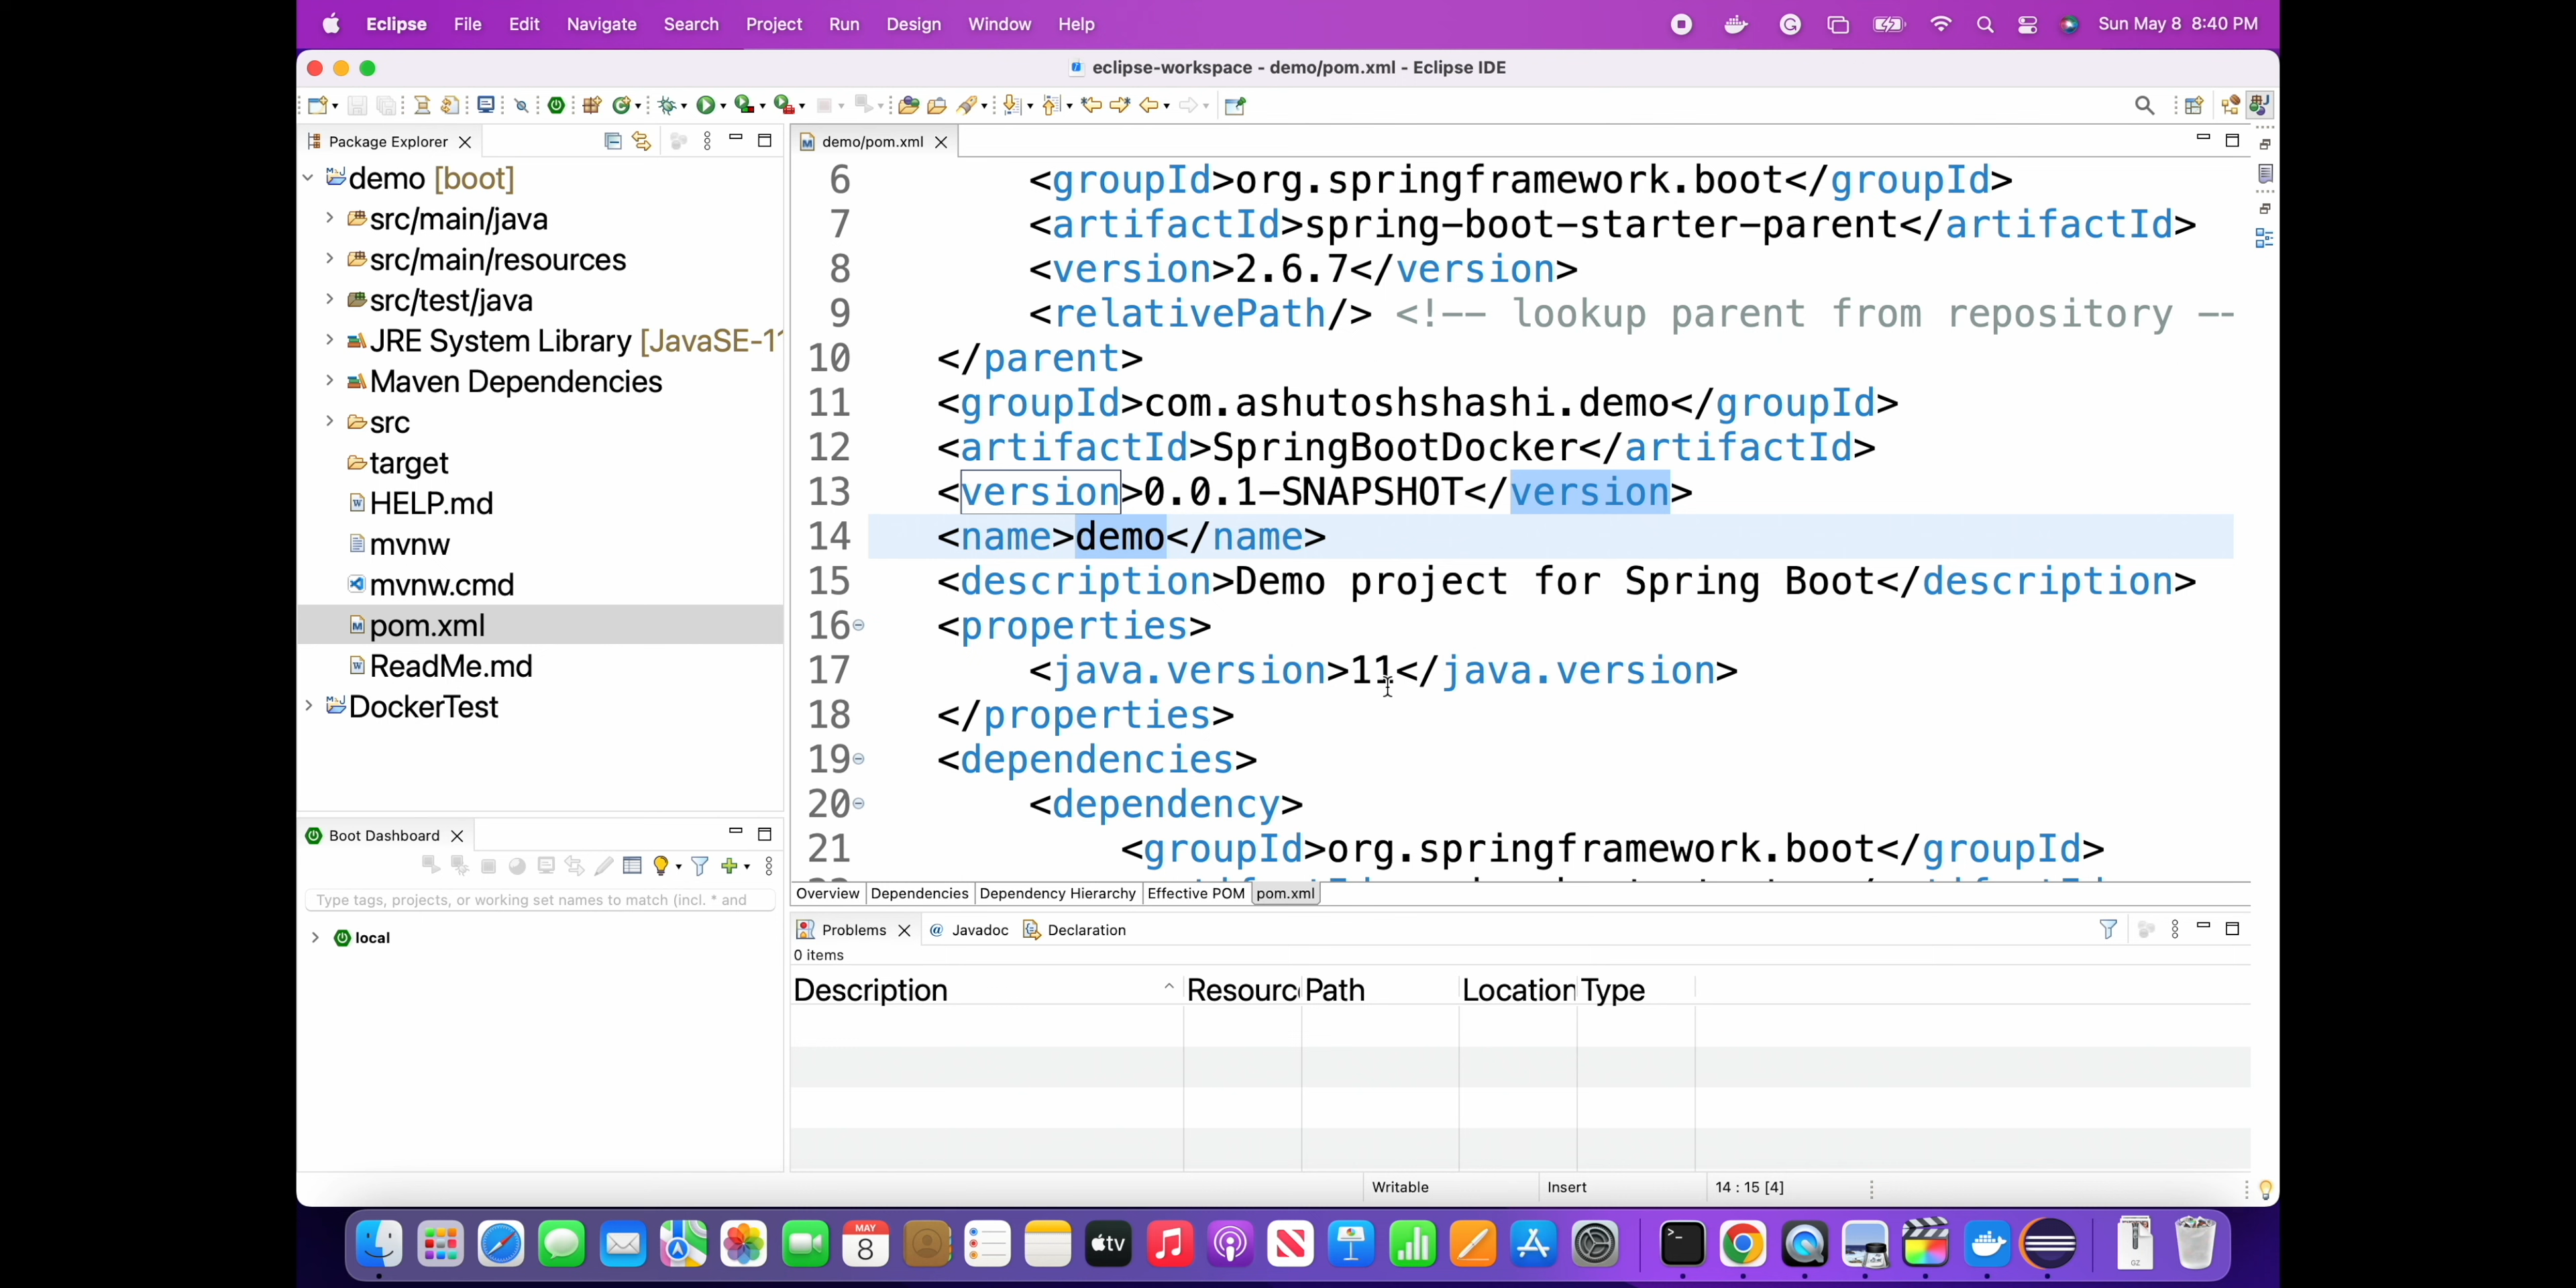 Eclipse File Edit Navigate Search Project Run Design Window Help Sun May 8 8:40 PM
eclipse-workspace - demo/pom.xml - Eclipse IDE
Package Explorer
demo [boot]
src/main/java
src/main/resources
src/test/java
JRE System Library [JavaSE-11
Maven Dependencies
src
target
HELP.md
mvnw
mvnw.cmd
pom.xml
ReadMe.md
DockerTest
Boot Dashboard
Type tags, projects, or working set names to match (incl. * and
local
demo/pom.xml
6 <groupId>org.springframework.boot</groupId>
7 <artifactId>spring-boot-starter-parent</artifactId>
8 <version>2.6.7</version>
9 <relativePath/> <!-- lookup parent from repository --
10 </parent>
11 <groupId>com.ashutoshshashi.demo</groupId>
12 <artifactId>SpringBootDocker</artifactId>
13 <version>0.0.1-SNAPSHOT</version>
14 <name>demo</name>
15 <description>Demo project for Spring Boot</description>
16 <properties>
17 <java.version>11</java.version>
18 </properties>
19 <dependencies>
20 <dependency>
21 <groupId>org.springframework.boot</groupId>
Overview Dependencies Dependency Hierarchy Effective POM pom.xml
Problems @ Javadoc Declaration
0 items
Description Resourc Path Location Type
Writable Insert 14 : 15 [4]
MAY
8
tv